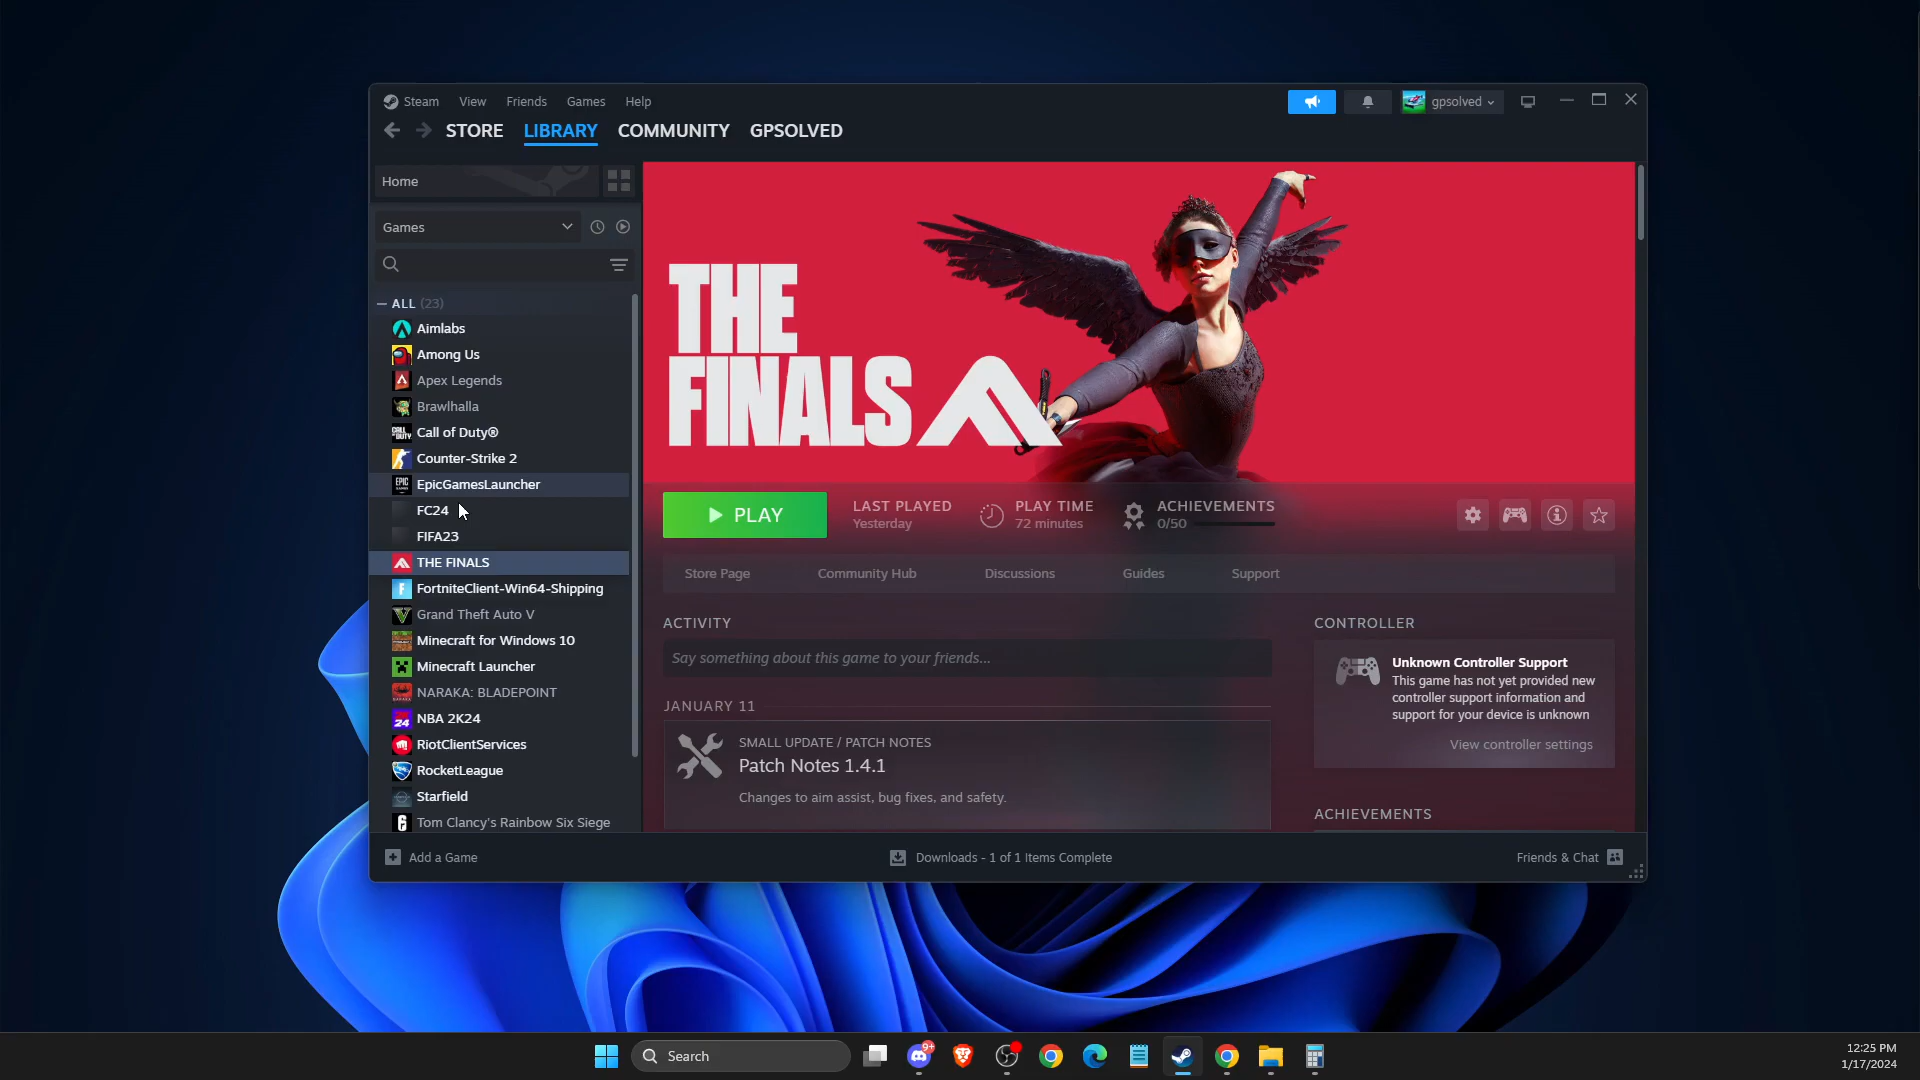 Steam View Friends Games Help
gpsolved
STORE LIBRARY COMMUNITY GPSOLVED
Home
Games
ALL (23)
Aimlabs
Among Us
Apex Legends
Brawlhalla
Call of Duty®
Counter-Strike 2
EpicGamesLauncher
FC24
FIFA23
THE FINALS
FortniteClient-Win64-Shipping
Grand Theft Auto V
Minecraft for Windows 10
Minecraft Launcher
NARAKA: BLADEPOINT
NBA 2K24
RiotClientServices
RocketLeague
Starfield
Tom Clancy's Rainbow Six Siege
THE
FINALS
PLAY
LAST PLAYED
Yesterday
PLAY TIME
72 minutes
ACHIEVEMENTS
0/50
Store Page Community Hub Discussions Guides Support
ACTIVITY
Say something about this game to your friends...
JANUARY 11
SMALL UPDATE / PATCH NOTES
Patch Notes 1.4.1
Changes to aim assist, bug fixes, and safety.
CONTROLLER
Unknown Controller Support
This game has not yet provided new
controller support information and
support for your device is unknown
View controller settings
ACHIEVEMENTS
Add a Game
Downloads - 1 of 1 Items Complete
Friends & Chat
Search
9+
12:25 PM
1/17/2024